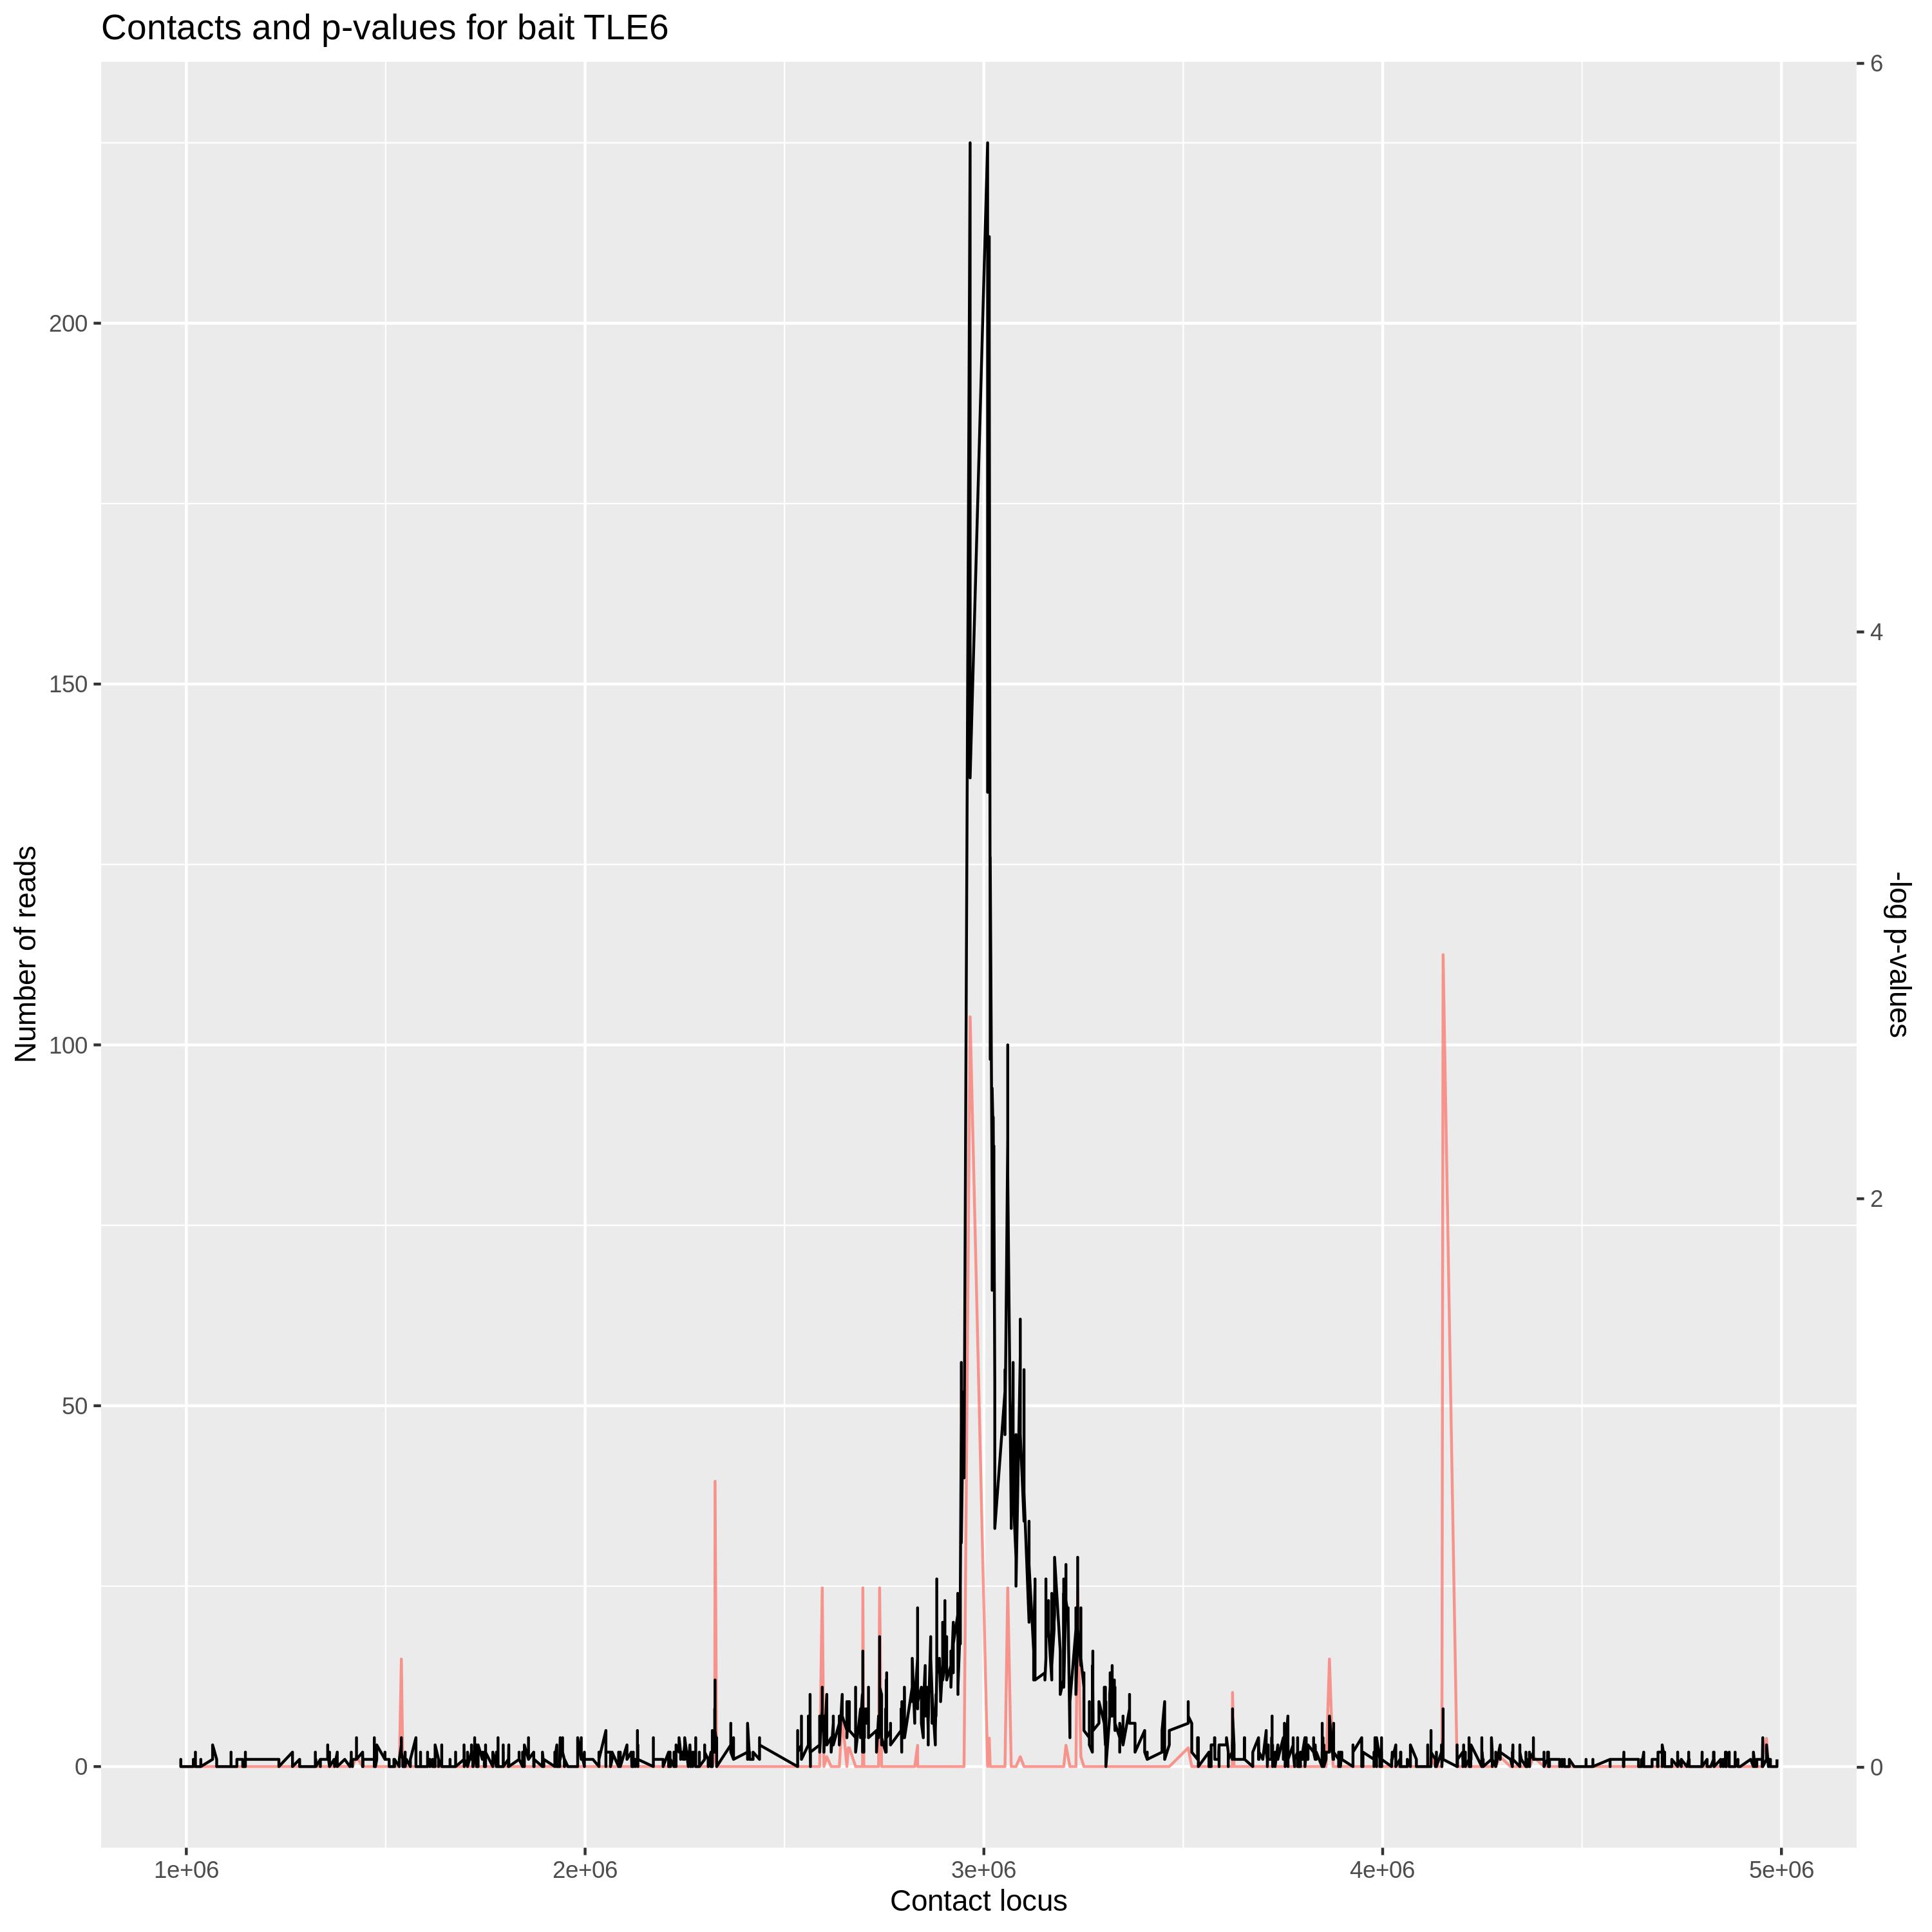 Contacts and p-values for bait TLE6
6
200
4
150
Number of reads
-log p-values
100
2
50
0
0
1e+06 2e+06 3e+06 4e+06 5e+06
Contact locus